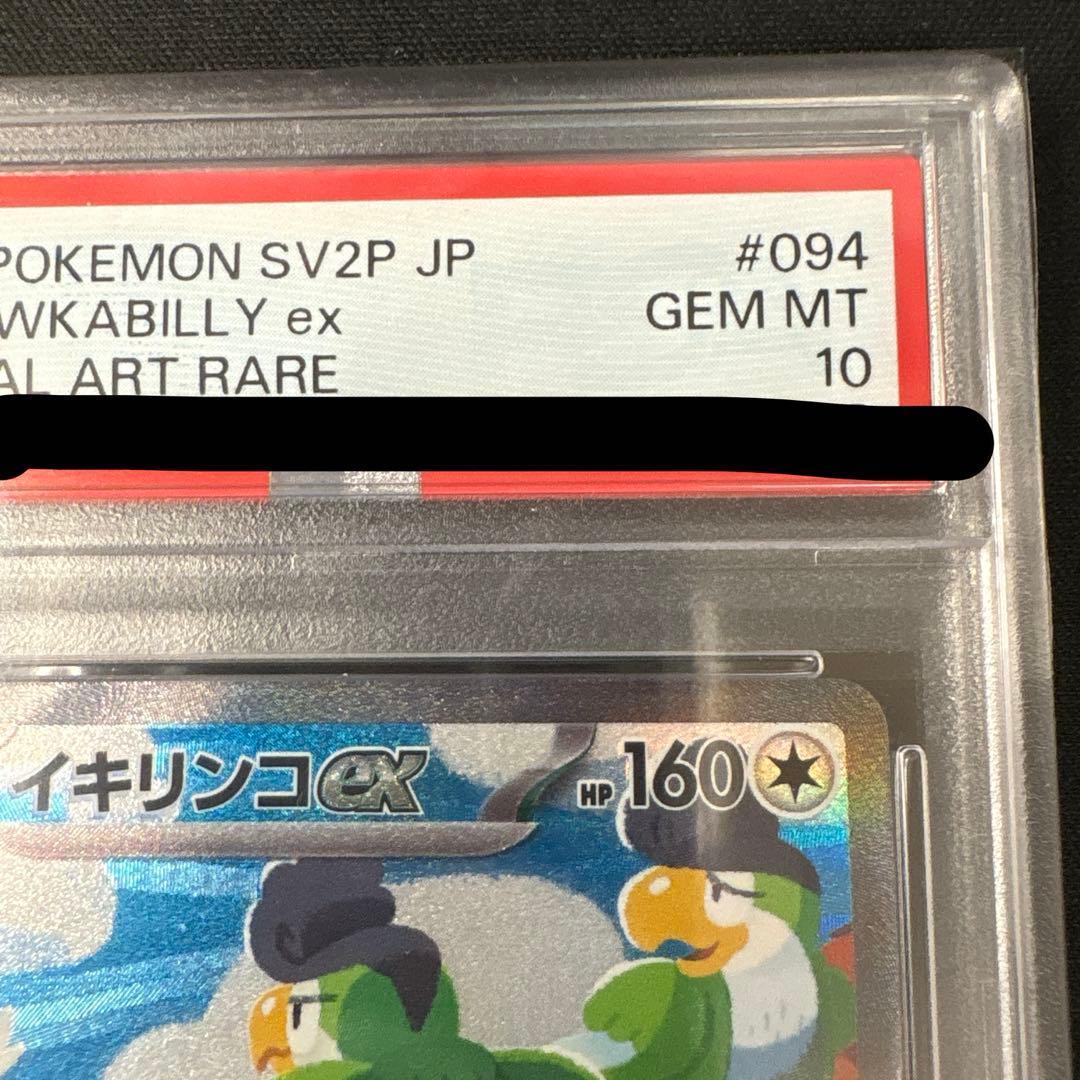 POKEMON SV2P JP #094
WKABILLY ex GEM MT
AL ART RARE 10
イキリンコex HP160